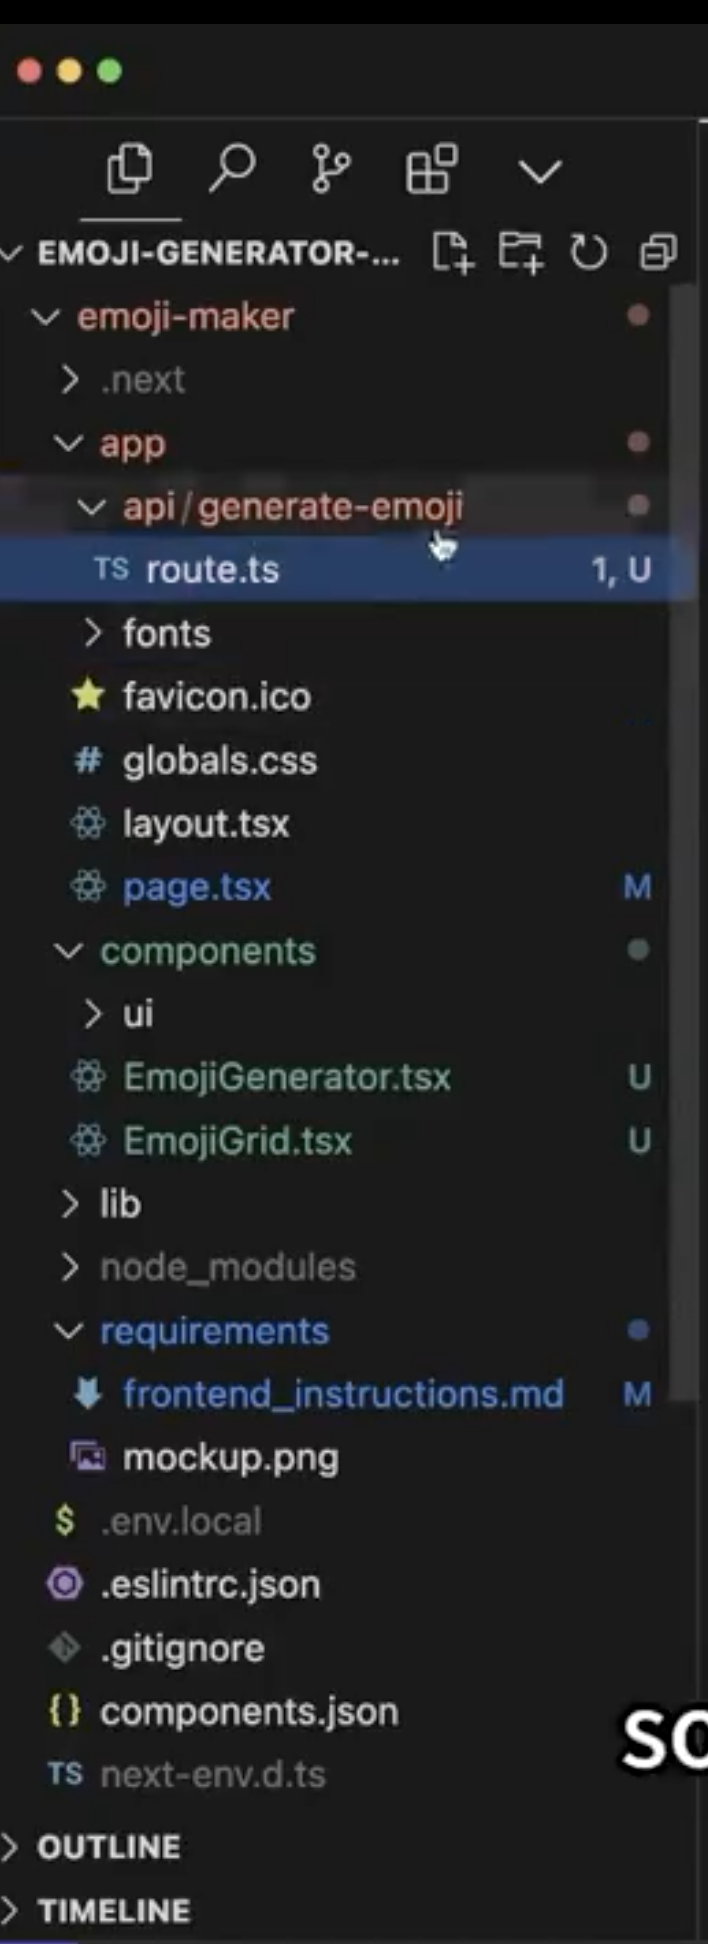 EMOJI-GENERATOR-...
emoji-maker
.next
app
api/generate-emoji
TS route.ts 1, U
fonts
favicon.ico
# globals.css
layout.tsx
page.tsx M
components
ui
EmojiGenerator.tsx U
EmojiGrid.tsx U
lib
node_modules
requirements
frontend_instructions.md M
mockup.png
$ .env.local
.eslintrc.json
.gitignore
{} components.json
so
TS next-env.d.ts
OUTLINE
TIMELINE